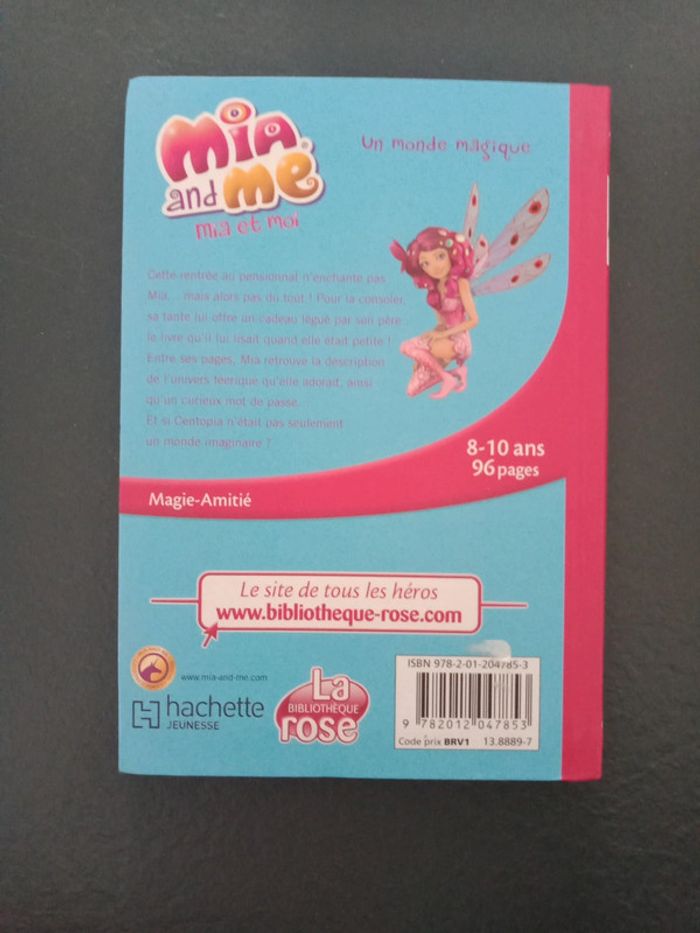 mia
and me®
mia et moi
Un monde magique
Cette rentrée au pensionnat n'enchante pas
Mia... mais alors pas du tout ! Pour la consoler,
sa tante lui offre un cadeau légué par son père :
le livre qu'il lui lisait quand elle était petite !
Entre ses pages, Mia retrouve la description
de l'univers féerique qu'elle adorait, ainsi
qu'un curieux mot de passe...
Et si Centopia n'était pas seulement
un monde imaginaire ?
8-10 ans
96 pages
Magie-Amitié
Le site de tous les héros
www.bibliotheque-rose.com
www.mia-and-me.com
hachette
JEUNESSE
La
BIBLIOTHÈQUE
rose
ISBN 978-2-01-204785-3
9 782012 047853
Code prix BRV1 13.8889-7